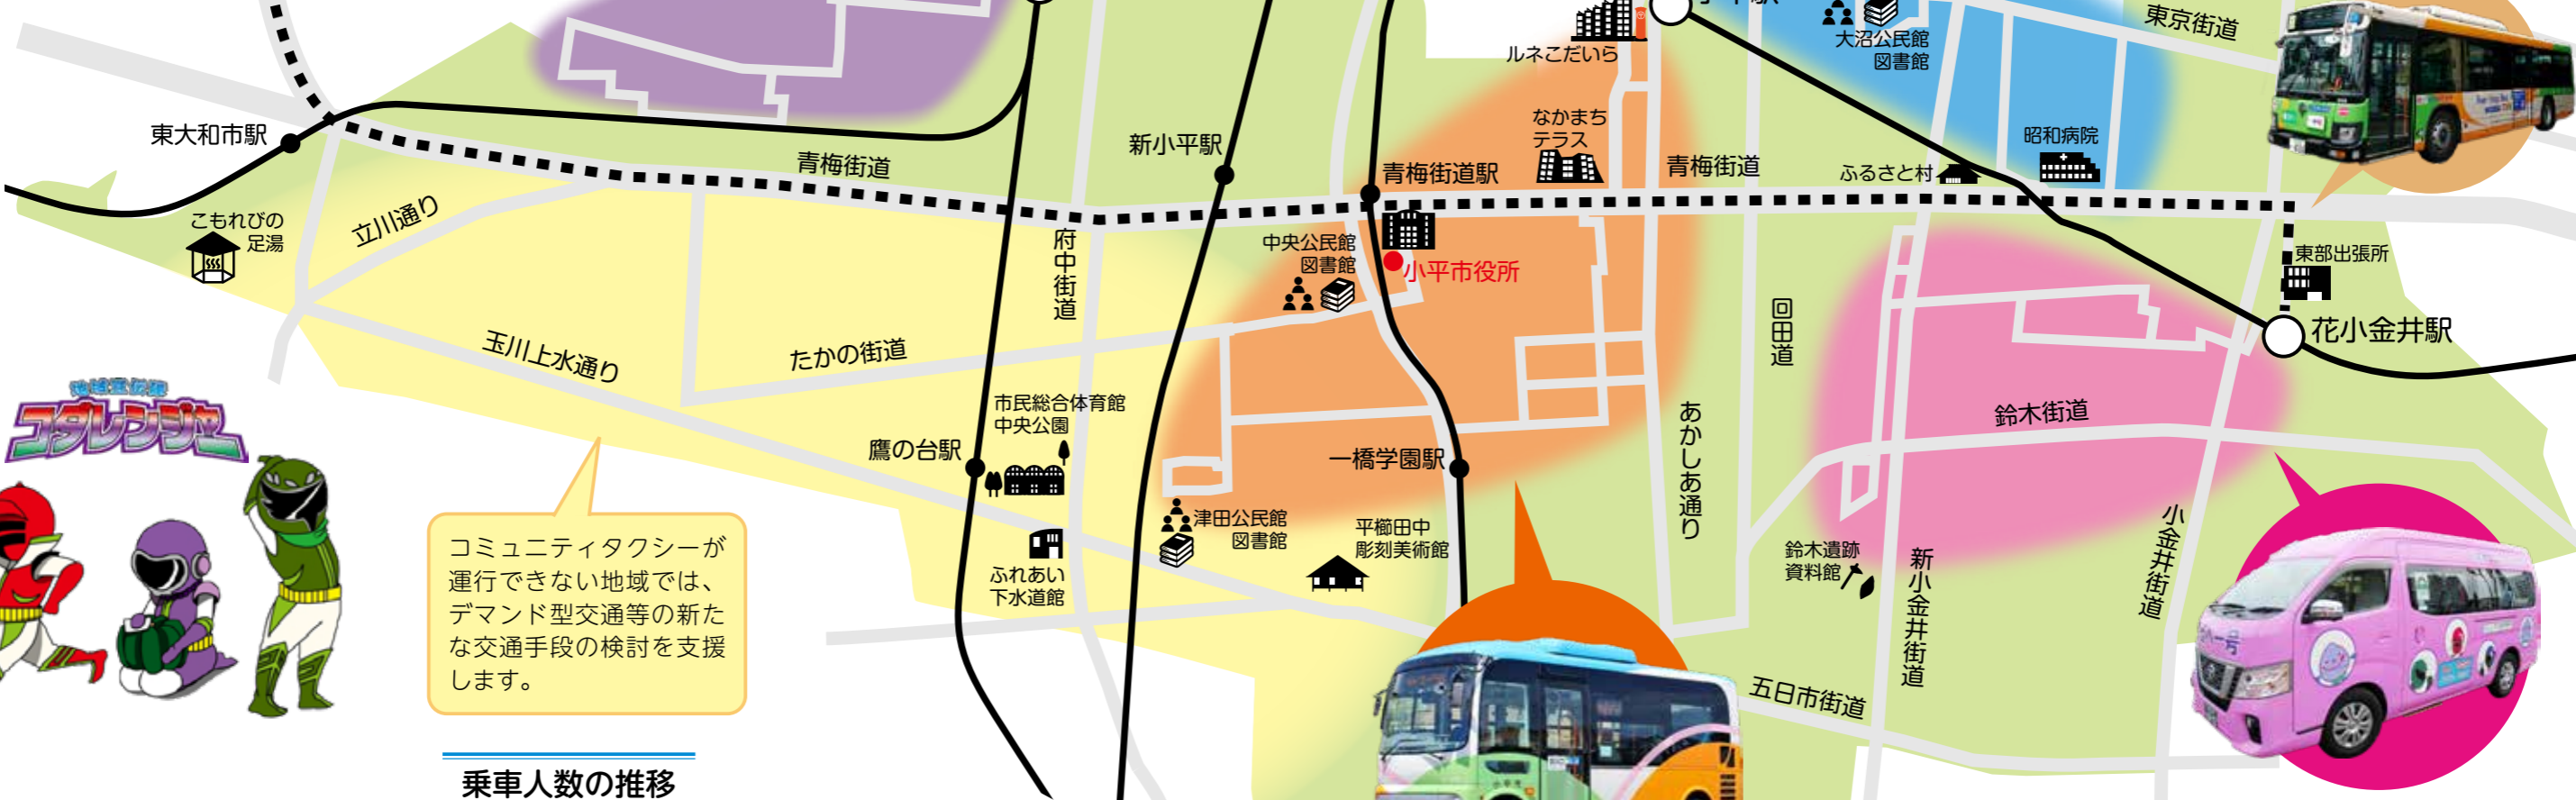 ルネこだいら
大沼公民館
図書館
東京街道
東大和市駅
青梅街道
新小平駅
なかまち
テラス
青梅街道駅
青梅街道
ふるさと村
昭和病院
こもれびの
足湯
立川通り
府中街道
中央公民館
図書館
小平市役所
東部出張所
花小金井駅
回田道
玉川上水通り
たかの街道
コダレンジャー
市民総合体育館
中央公園
鷹の台駅
一橋学園駅
あかしあ通り
鈴木街道
コミュニティタクシーが
運行できない地域では、
デマンド型交通等の新た
な交通手段の検討を支援
します。
ふれあい
下水道館
津田公民館
図書館
平櫛田中
彫刻美術館
鈴木遺跡
資料館
新小金井街道
小金井街道
五日市街道
乗車人数の推移